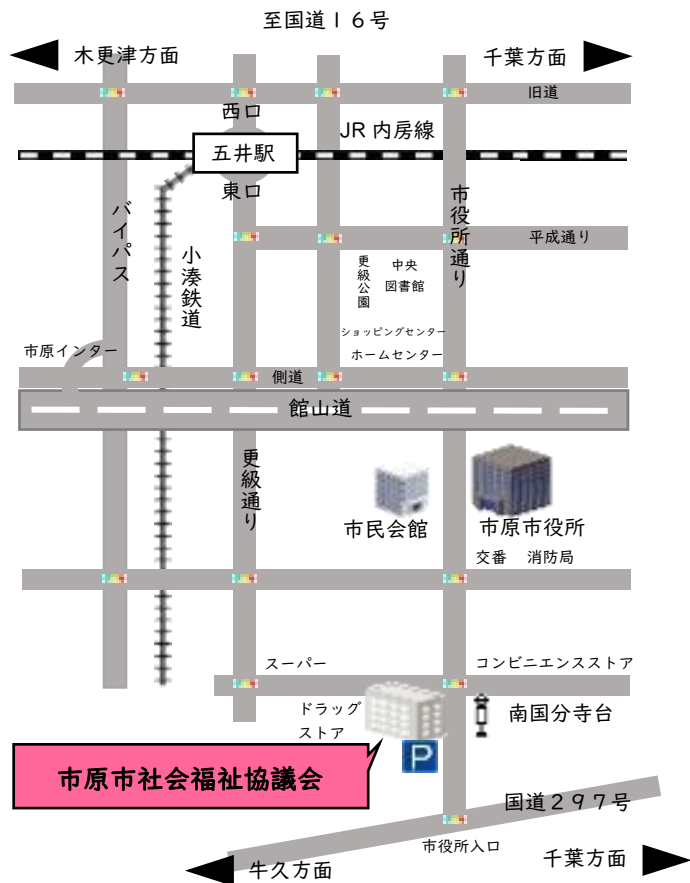 至国道１６号
木更津方面
千葉方面
旧道
西口
JR 内房線
五井駅
東口
バイパス
小湊鉄道
市役所通り
平成通り
更級公園
中央
図書館
ショッピングセンター
ホームセンター
市原インター
側道
館山道
更級通り
市民会館
市原市役所
交番　消防局
スーパー
コンビニエンスストア
ドラッグ
ストア
南国分寺台
P
市原市社会福祉協議会
国道２９７号
市役所入口
牛久方面
千葉方面